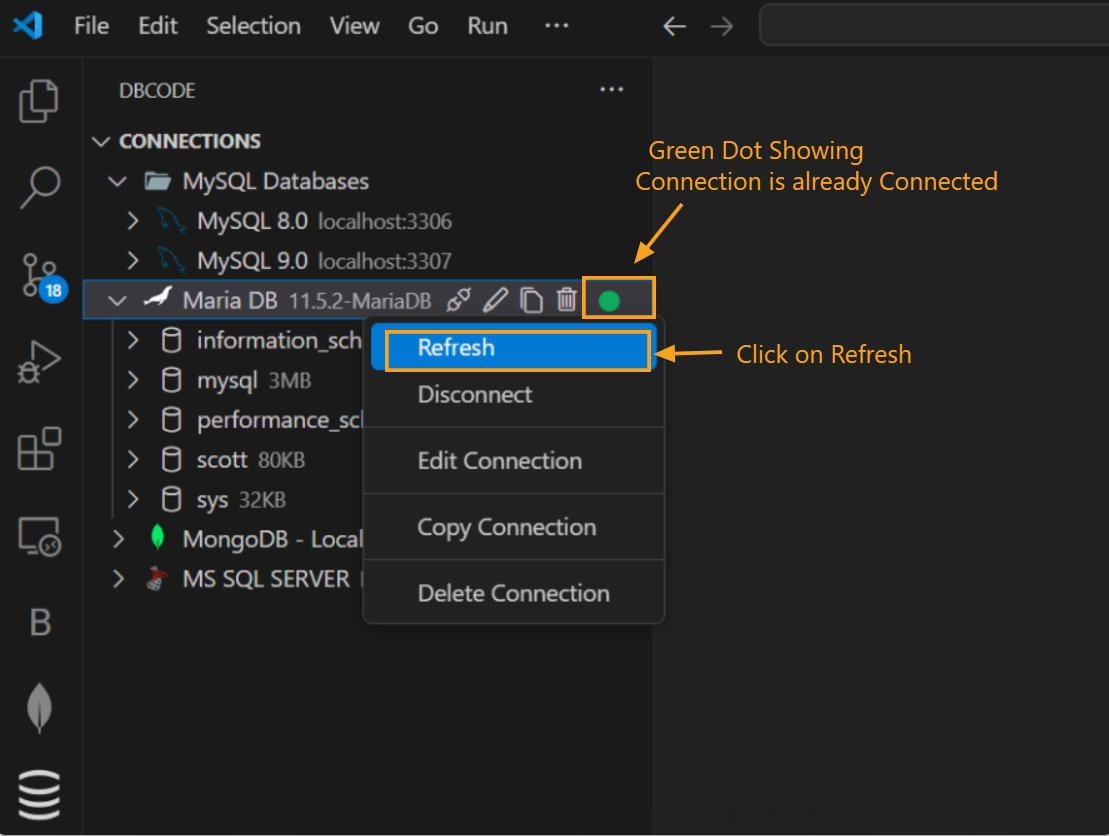 File Edit Selection View Go Run ···
DBCODE ···
CONNECTIONS
Green Dot Showing
Connection is already Connected
MySQL Databases
MySQL 8.0 localhost:3306
MySQL 9.0 localhost:3307
18
Maria DB 11.5.2-MariaDB
information_sch
Refresh
Click on Refresh
mysql 3MB
Disconnect
performance_sc
scott 80KB
Edit Connection
sys 32KB
Copy Connection
MongoDB - Local
MS SQL SERVER
Delete Connection
B